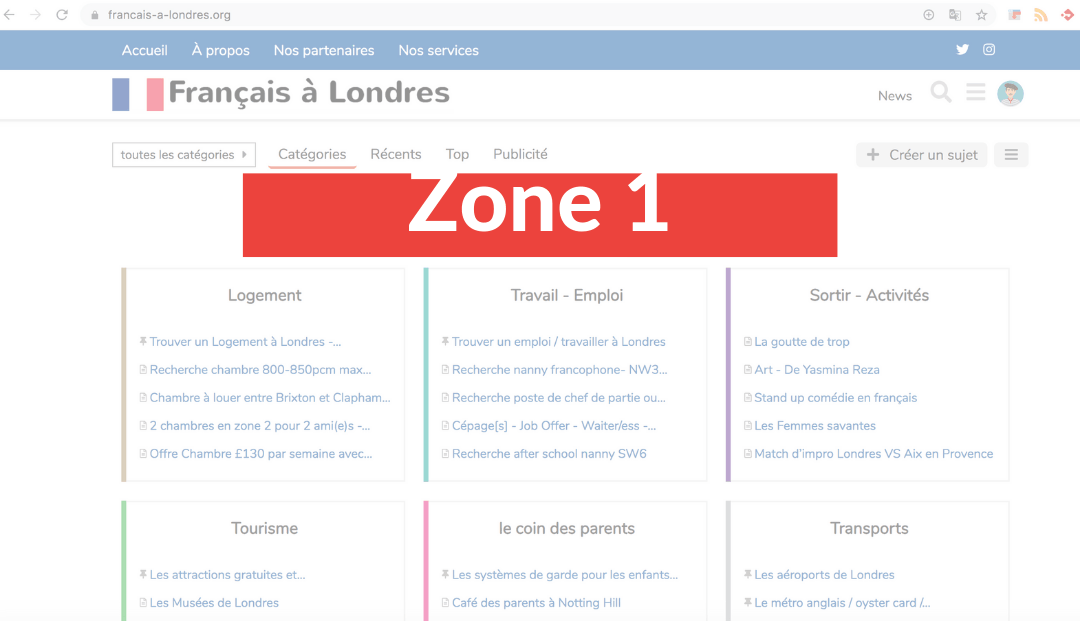 francais-a-londres.org
Accueil À propos Nos partenaires Nos services
Français à Londres
News
toutes les catégories Catégories Récents Top Publicité Créer un sujet
Zone 1
Logement
Trouver un Logement à Londres -...
Recherche chambre 800-850pcm max...
Chambre à louer entre Brixton et Clapham...
2 chambres en zone 2 pour 2 ami(e)s -...
Offre Chambre £130 par semaine avec...
Travail - Emploi
Trouver un emploi / travailler à Londres
Recherche nanny francophone- NW3...
Recherche poste de chef de partie ou...
Cépage[s] - Job Offer - Waiter/ess -...
Recherche after school nanny SW6
Sortir - Activités
La goutte de trop
Art - De Yasmina Reza
Stand up comédie en français
Les Femmes savantes
Match d'impro Londres VS Aix en Provence
Tourisme
Les attractions gratuites et...
Les Musées de Londres
le coin des parents
Les systèmes de garde pour les enfants...
Café des parents à Notting Hill
Transports
Les aéroports de Londres
Le métro anglais / oyster card /...